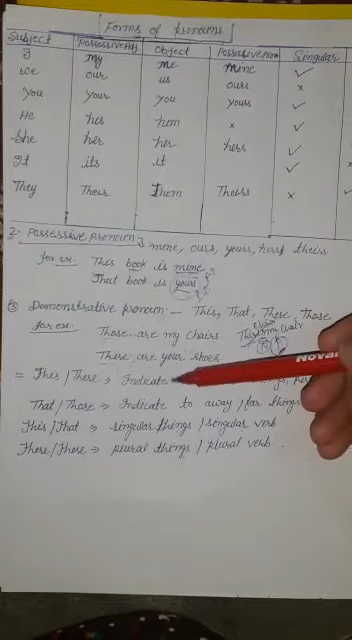 Forms of pronouns
Subject Possessive Adj Object Possessive Pron Singular
I my me mine ✓
We our us ours ×
You your you yours ✓
He his him × ✓
She her her hers ✓
It its it ✓ ×
They Their Them Theirs × ✓
2. Possessive pronoun mine, ours, yours, hers theirs
for ex. This book is mine
That book is yours
③ Demonstrative pronoun – This, That, These, Those
for ex: Those are my chairs chair
These are your shoes
= This / These → Indicate
That / Those → Indicate to away / far things
This / That → singular things / singular verb
These / Those → plural things / plural verb.